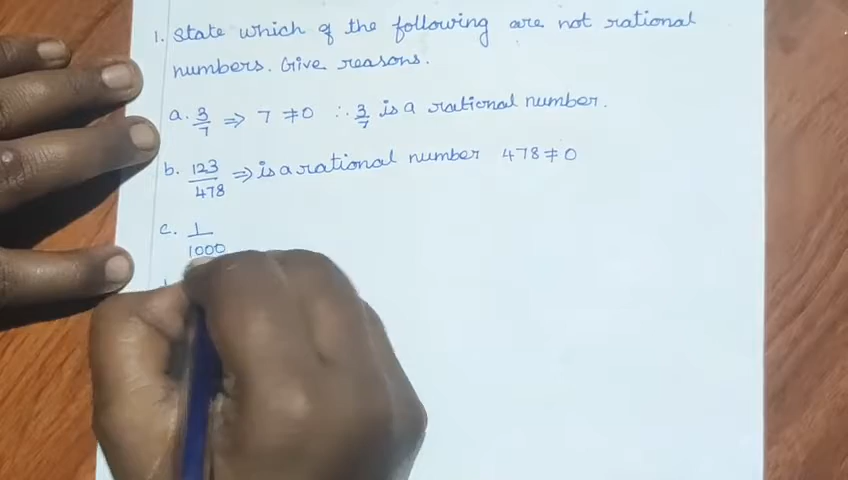 1. State which of the following are not rational
numbers. Give reasons.
a. 3/7 ⇒ 7 ≠ 0 ∴ 3/7 is a rational number.
b. 123/478 ⇒ is a rational number 478 ≠ 0
c. 1/1000